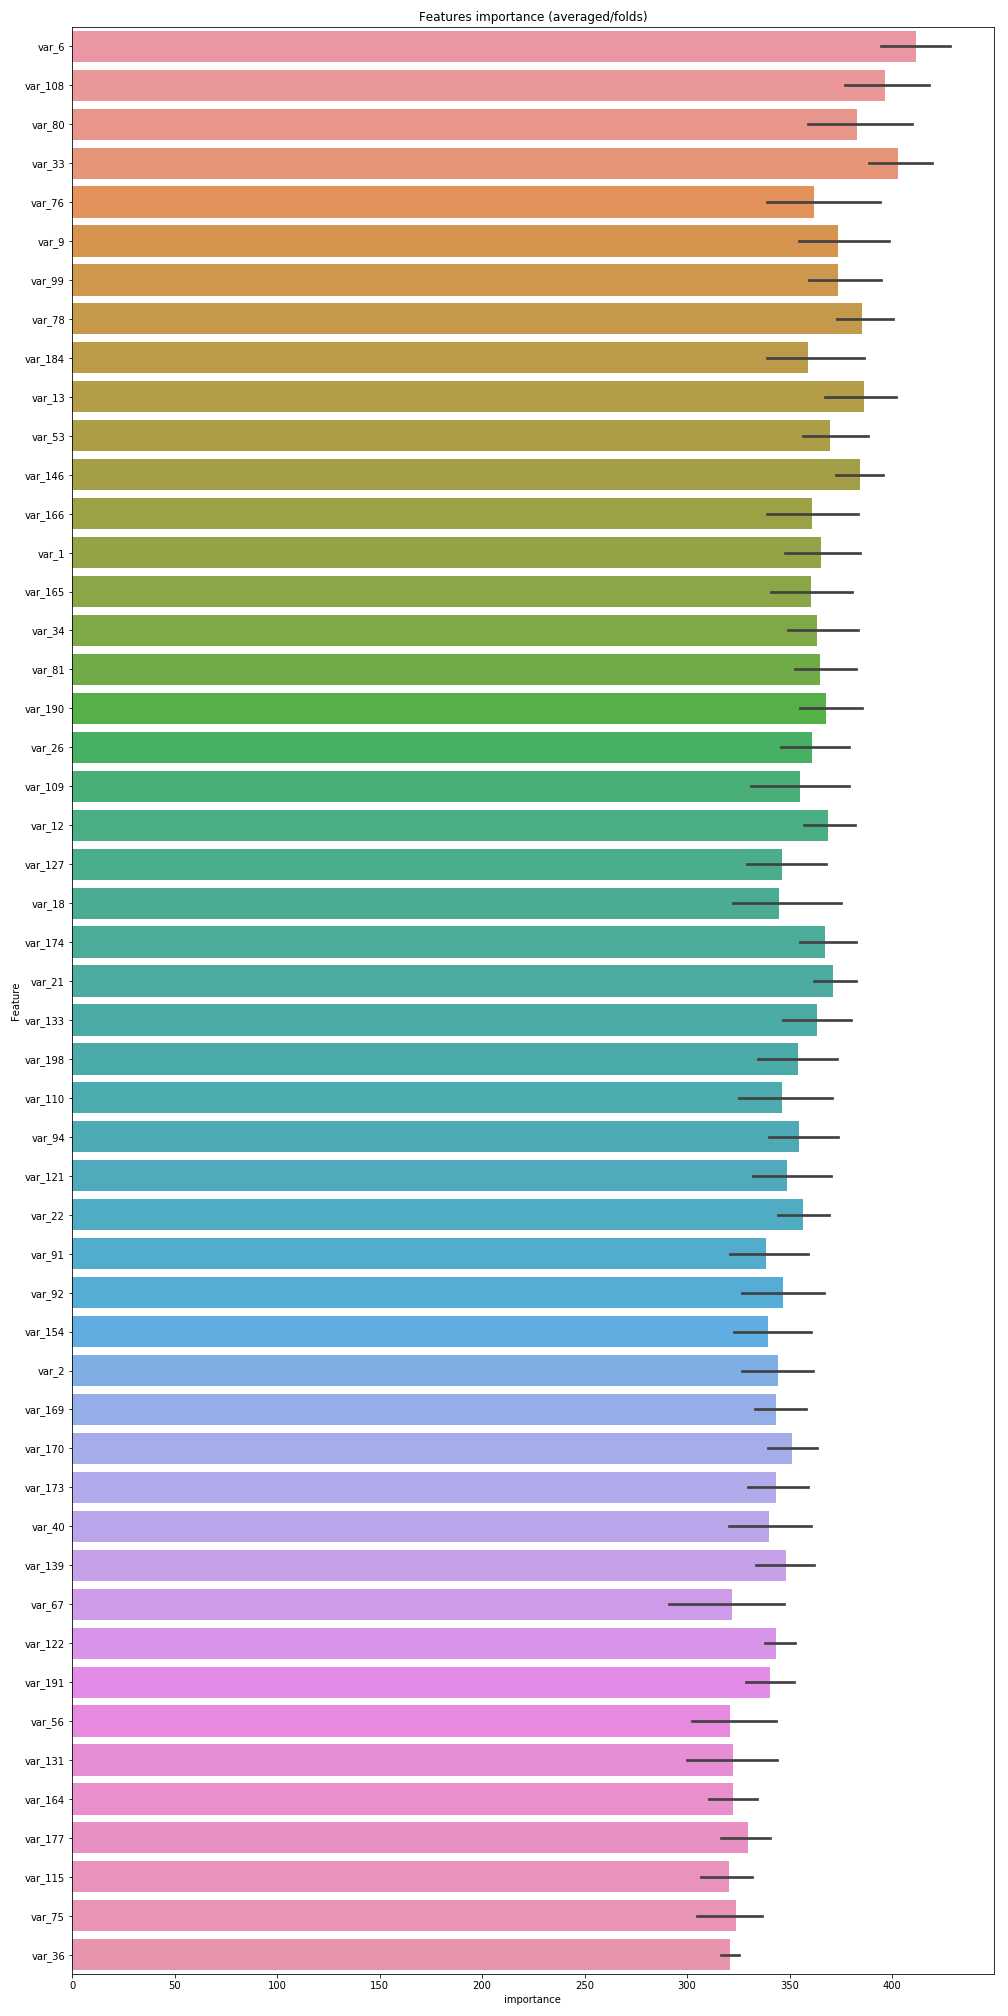 Features importance (averaged/folds)
var_6
var_108
var_80
var_33
var_76
var_9
var_99
var_78
var_184
var_13
var_53
var_146
var_166
var_1
var_165
var_34
var_81
var_190
var_26
var_109
var_12
var_127
var_18
var_174
var_21
var_133
var_198
var_110
var_94
var_121
var_22
var_91
var_92
var_154
var_2
var_169
var_170
var_173
var_40
var_139
var_67
var_122
var_191
var_56
var_131
var_164
var_177
var_115
var_75
var_36
Feature
0 50 100 150 200 250 300 350 400
importance